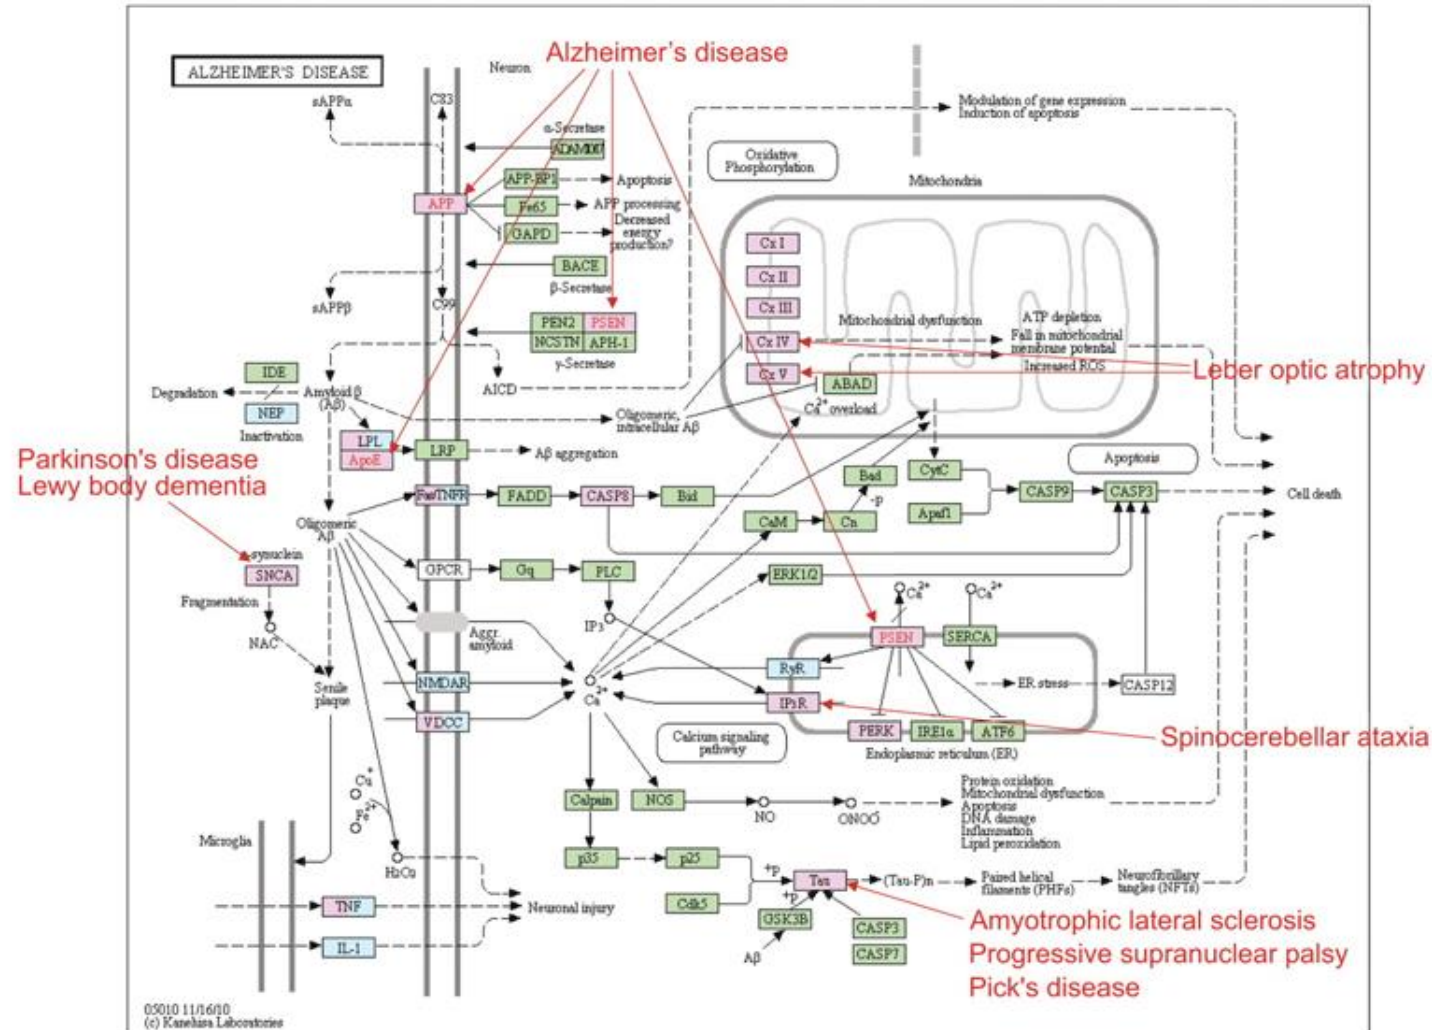 Alzheimer's disease
ALZHEIMER'S DISEASE
Neuron
sAPPα
C83
Modulation of gene expression
Induction of apoptosis
α-Secretase
Oxidative
Phosphorylation
APP-BP1
Apoptosis
Mitochondria
APP
Fe65
APP processing
GAPD
Decreased
energy
production?
Cx I
BACE
β-Secretase
Cx II
sAPPβ
C99
Cx III
PEN2
PSEN
Mitochondrial dysfunction
ATP depletion
NCSTN
APH-1
Cx IV
Fall in mitochondrial
membrane potential
γ-Secretase
IDE
Cx V
ABAD
Increased ROS
Leber optic atrophy
Degradation
Amyloid β
(Aβ)
AICD
NEP
Oligomeric,
intracellular Aβ
Ca2+ overload
Inactivation
LPL
ApoE
LRP
Aβ aggregation
Parkinson's disease
Lewy body dementia
Bad
CytC
Apoptosis
-p
Fas
TNFR
FADD
CASP8
Bid
CASP9
CASP3
Cell death
Oligomeric
Aβ
CaM
Cn
Apaf1
α-synuclein
SNCA
GPCR
Gq
PLC
ERK1/2
Fragmentation
Ca2+
Ca2+
NAC
IP3
Aggr.
amyloid
PSEN
SERCA
Senile
plaque
NMDAR
Ca2+
RyR
ER stress
CASP12
IP3R
VDCC
Calcium signaling
pathway
PERK
IRE1α
ATF6
Spinocerebellar ataxia
Endoplasmic reticulum (ER)
Cu+
Fe2+
Calpain
NOS
NO
ONOO-
Protein oxidation
Mitochondrial dysfunction
Apoptosis
DNA damage
Inflammation
Lipid peroxidation
Microglia
H2O2
p35
p25
+p
Tau
(Tau-P)n
Paired helical
filaments (PHFs)
Neurofibrillary
tangles (NFTs)
Cdk5
+p
TNF
Neuronal injury
GSK3B
CASP3
Amyotrophic lateral sclerosis
IL-1
Aβ
CASP7
Progressive supranuclear palsy
Pick's disease
05010 11/16/10
(c) Kanehisa Laboratories